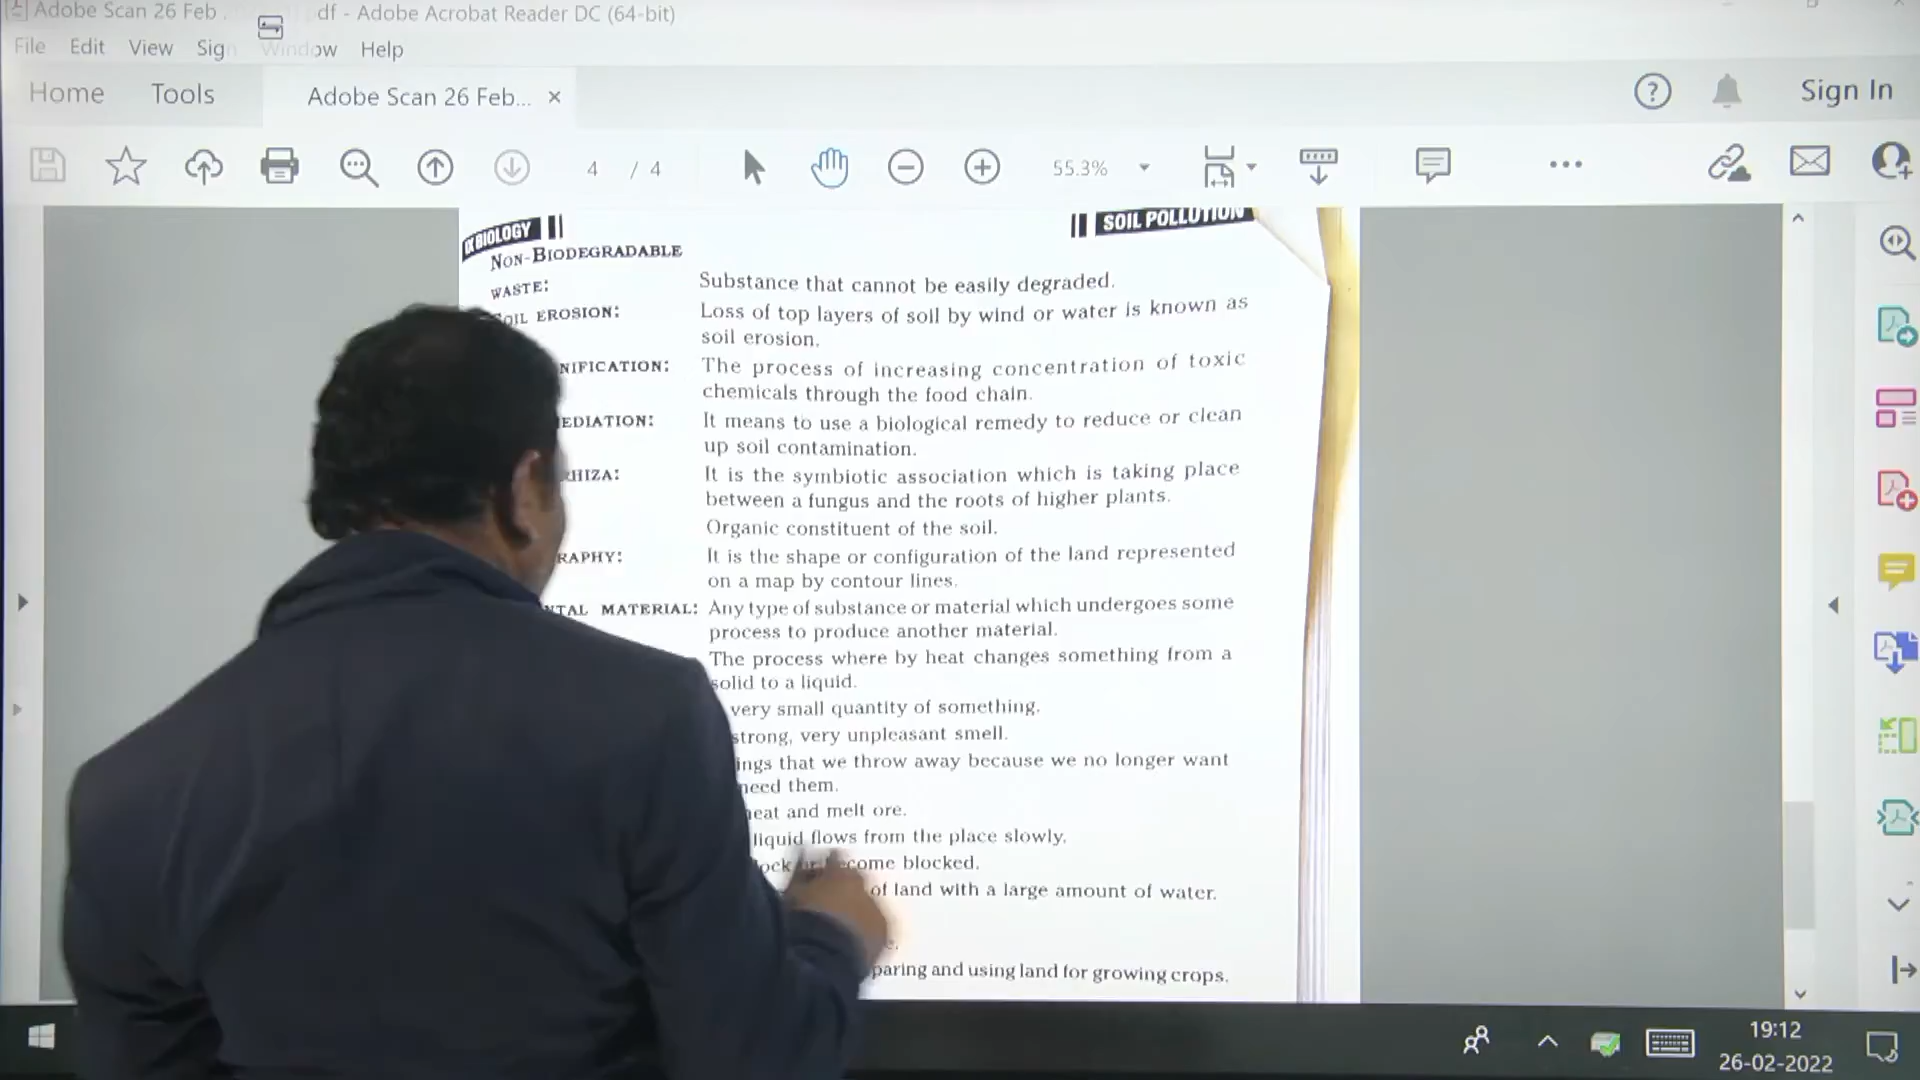 Adobe Scan 26 Feb df - Adobe Acrobat Reader DC (64-bit)
File Edit View Sign Window Help
Home Tools Adobe Scan 26 Feb... × Sign In
4 / 4 55.3%
IX BIOLOGY SOIL POLLUTION
NON-BIODEGRADABLE
WASTE: Substance that cannot be easily degraded.
OIL EROSION: Loss of top layers of soil by wind or water is known as
soil erosion.
NIFICATION: The process of increasing concentration of toxic
chemicals through the food chain.
EDIATION: It means to use a biological remedy to reduce or clean
up soil contamination.
RHIZA: It is the symbiotic association which is taking place
between a fungus and the roots of higher plants.
Organic constituent of the soil.
RAPHY: It is the shape or configuration of the land represented
on a map by contour lines.
NTAL MATERIAL: Any type of substance or material which undergoes some
process to produce another material.
The process where by heat changes something from a
solid to a liquid.
very small quantity of something.
strong, very unpleasant smell.
ings that we throw away because we no longer want
need them.
heat and melt ore.
liquid flows from the place slowly.
lock or become blocked.
of land with a large amount of water.
e.
paring and using land for growing crops.
19:12
26-02-2022